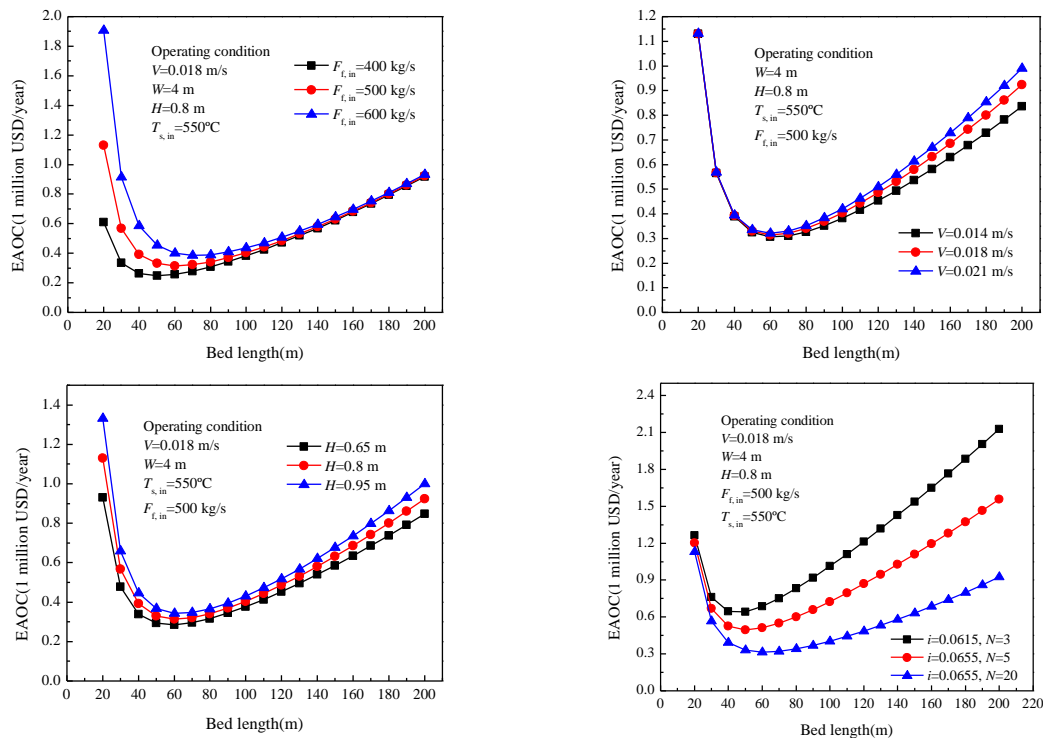 2.0
1.8
1.6
1.4
1.2
1.0
0.8
0.6
0.4
0.2
0.0
EAOC(1 million USD/year)
Operating condition
V=0.018 m/s
W=4 m
H=0.8 m
T s, in=550ºC
F f, in=400 kg/s
F f, in=500 kg/s
F f, in=600 kg/s
0 20 40 60 80 100 120 140 160 180 200
Bed length(m)
1.2
1.1
1.0
0.9
0.8
0.7
0.6
0.5
0.4
0.3
0.2
0.1
0.0
EAOC(1 million USD/year)
Operating condition
W=4 m
H=0.8 m
T s, in=550ºC
F f, in=500 kg/s
V=0.014 m/s
V=0.018 m/s
V=0.021 m/s
0 20 40 60 80 100 120 140 160 180 200
Bed length(m)
1.4
1.2
1.0
0.8
0.6
0.4
0.2
0.0
EAOC(1 million USD/year)
Operating condition
V=0.018 m/s
W=4 m
T s, in=550ºC
F f, in=500 kg/s
H=0.65 m
H=0.8 m
H=0.95 m
0 20 40 60 80 100 120 140 160 180 200
Bed length(m)
2.4
2.1
1.8
1.5
1.2
0.9
0.6
0.3
0.0
EAOC(1 million USD/year)
Operating condition
V=0.018 m/s
W=4 m
H=0.8 m
F f, in=500 kg/s
T s, in=550ºC
i=0.0615, N=3
i=0.0655, N=5
i=0.0655, N=20
0 20 40 60 80 100 120 140 160 180 200 220
Bed length(m)